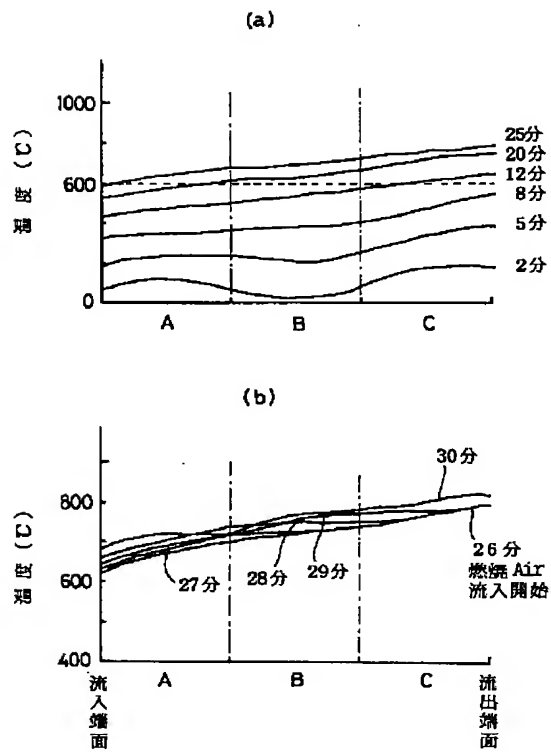 (a)
温度 (℃)
1000
600
0
25分
20分
12分
8分
5分
2分
A B C
(b)
温度 (℃)
800
600
400
30分
27分
28分
29分
26分
燃焼 Air
流入開始
A B C
流入端面
流出端面